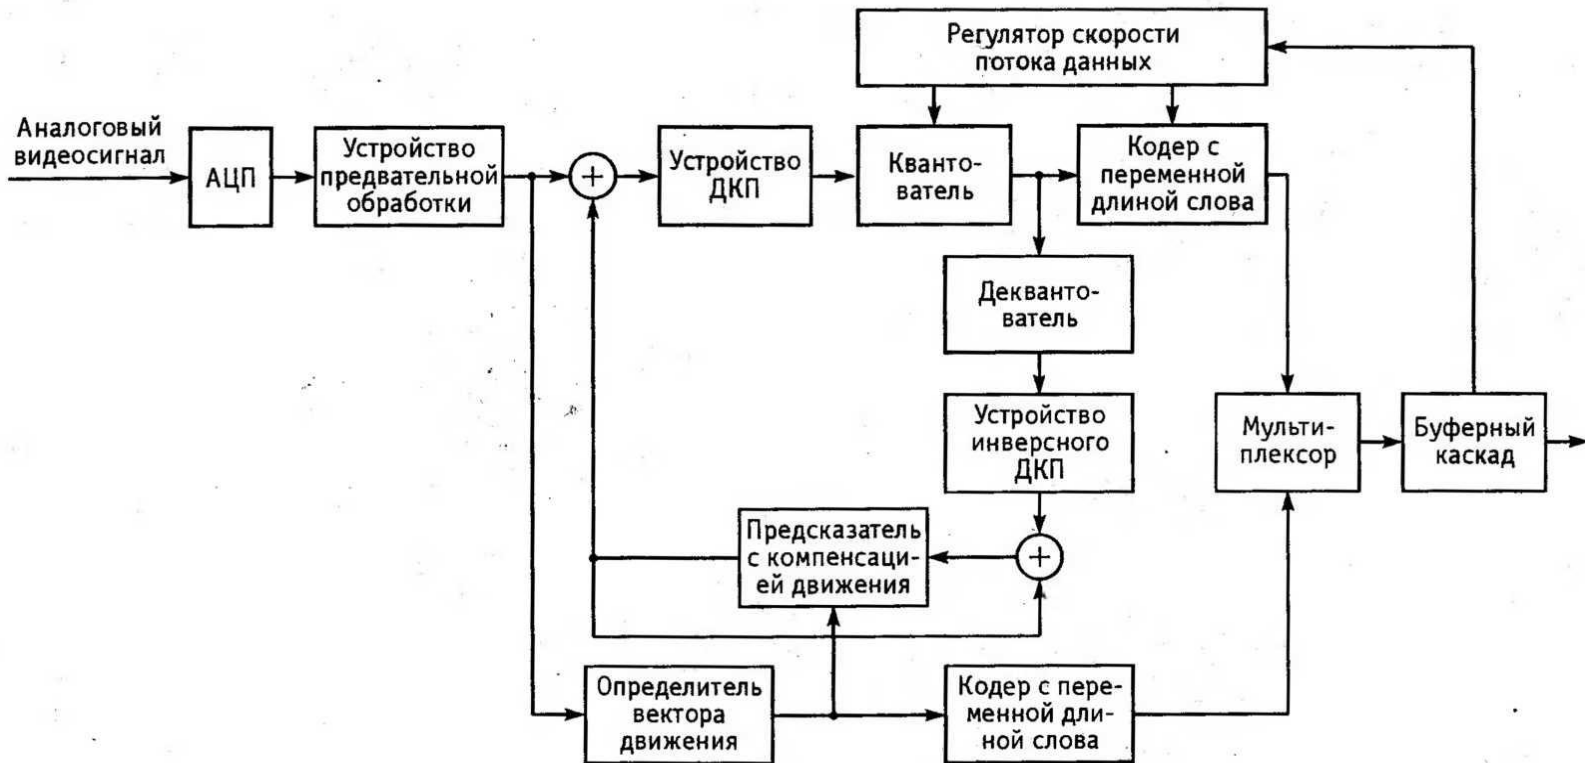 Регулятор скорости
потока данных
Аналоговый
видеосигнал
АЦП
Устройство
предвательной
обработки
+
Устройство
ДКП
Кванто-
ватель
Кодер с
переменной
длиной слова
Декванто-
ватель
Устройство
инверсного
ДКП
Мульти-
плексор
Буферный
каскад
Предсказатель
с компенсаци-
ей движения
+
Определитель
вектора
движения
Кодер с пере-
менной дли-
ной слова